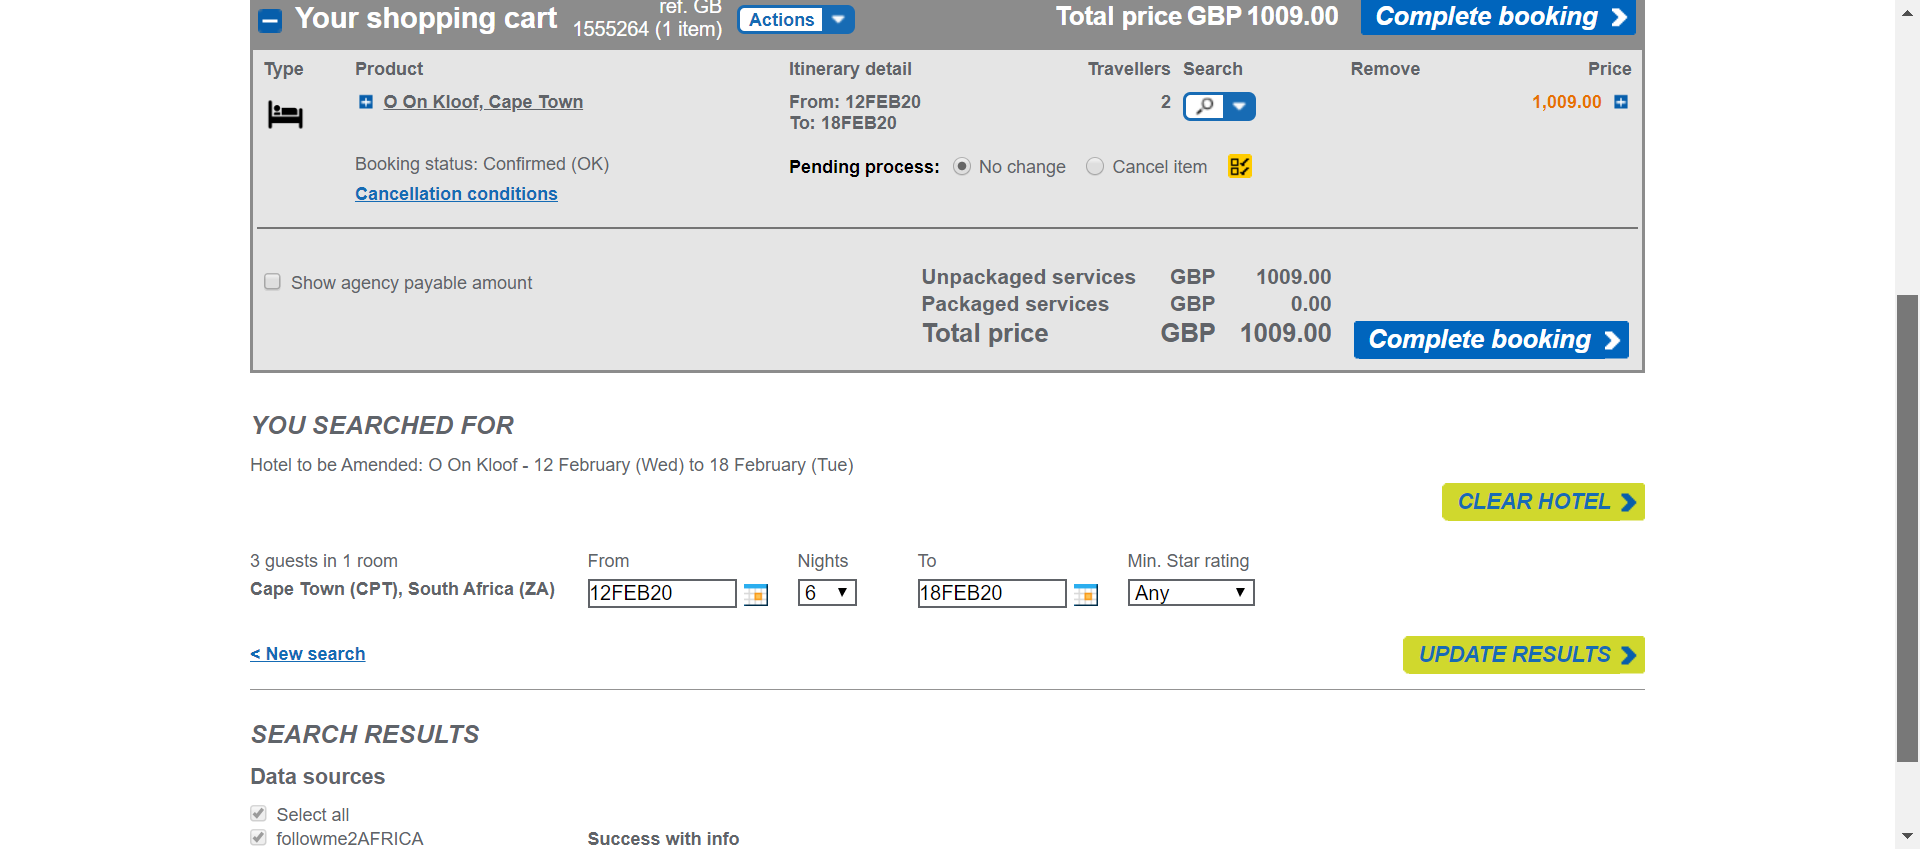 Your shopping cart
ref. GB
1555264 (1 item)
Actions
Total price GBP 1009.00
Complete booking
Type Product Itinerary detail Travellers Search Remove Price
O On Kloof, Cape Town
From: 12FEB20
To: 18FEB20
2
1,009.00
Booking status: Confirmed (OK)
Pending process: No change Cancel item
Cancellation conditions
Show agency payable amount
Unpackaged services GBP 1009.00
Packaged services GBP 0.00
Total price GBP 1009.00
Complete booking
YOU SEARCHED FOR
Hotel to be Amended: O On Kloof - 12 February (Wed) to 18 February (Tue)
CLEAR HOTEL
3 guests in 1 room From Nights To Min. Star rating
Cape Town (CPT), South Africa (ZA) 12FEB20 6 18FEB20 Any
< New search
UPDATE RESULTS
SEARCH RESULTS
Data sources
Select all
followme2AFRICA Success with info